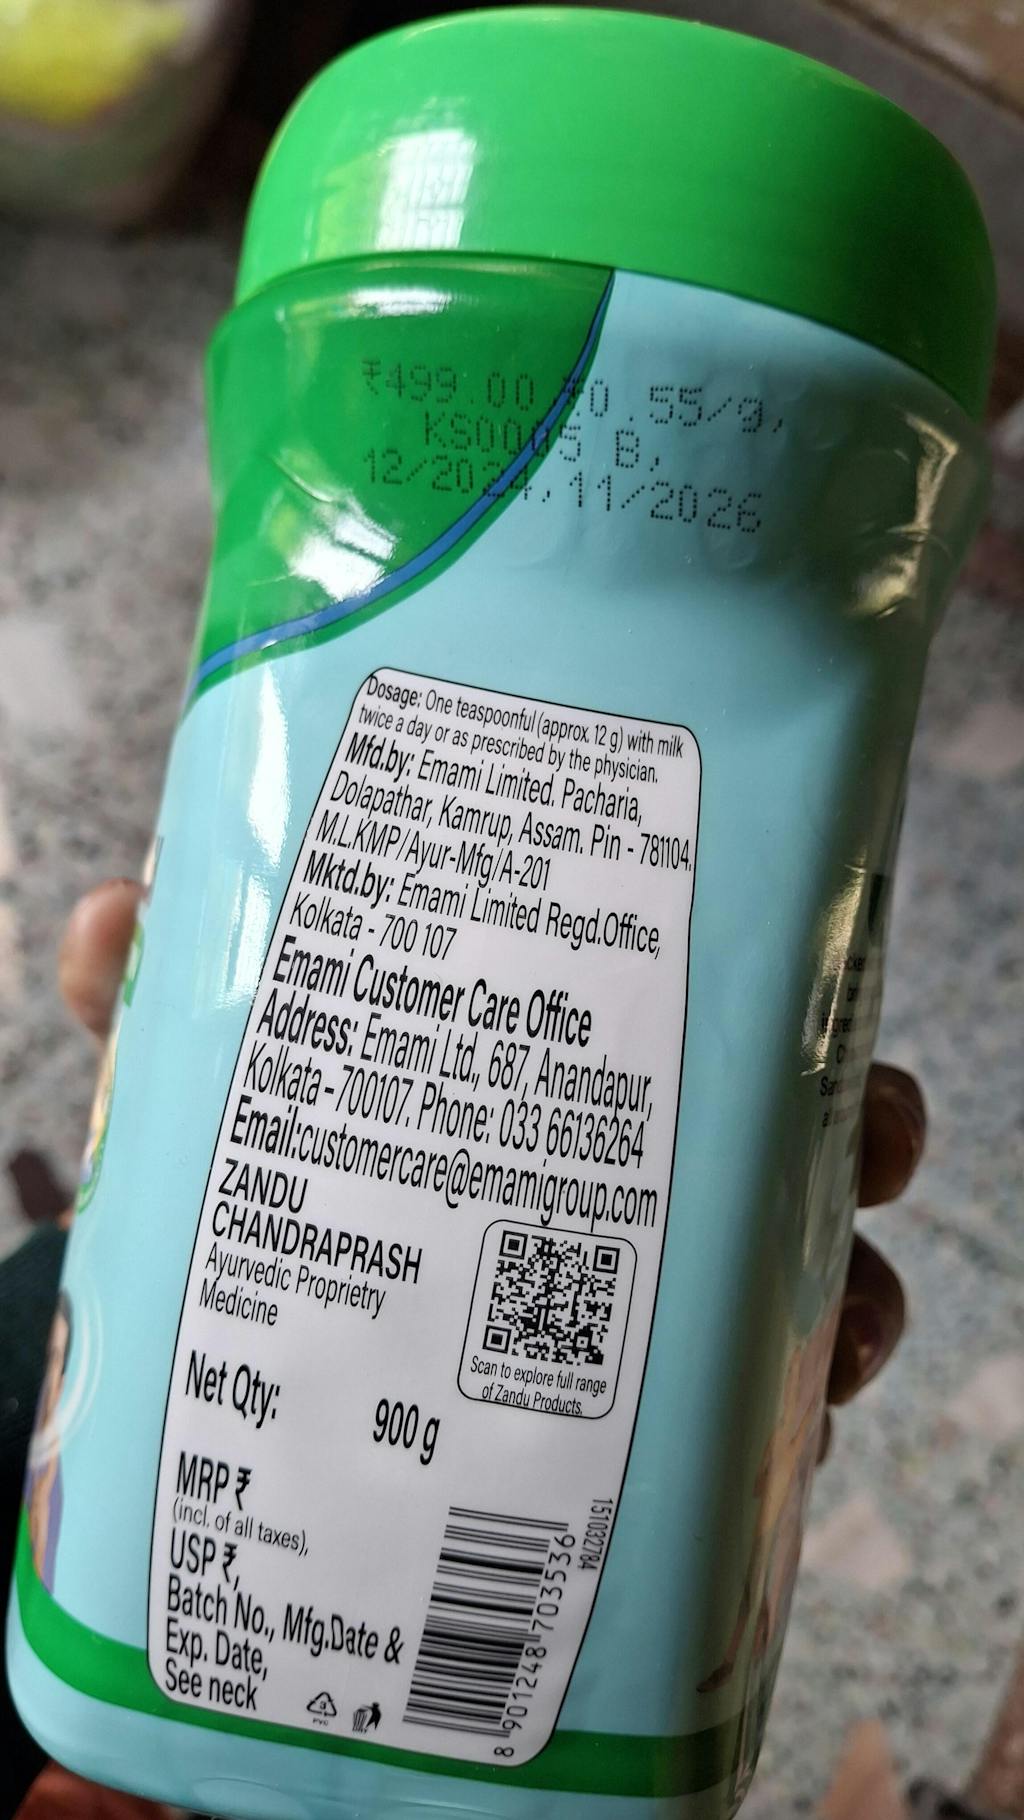 ₹499.00 ₹0.55/g,
KS0005 B,
12/2024, 11/2026
Dosage: One teaspoonful (approx. 12 g) with milk
twice a day or as prescribed by the physician.
Mfd.by: Emami Limited. Pacharia,
Dolapathar, Kamrup, Assam. Pin - 781104.
M.L.KMP/Ayur-Mfg/A-201
Mktd.by: Emami Limited Regd.Office,
Kolkata - 700 107
Emami Customer Care Office
Address: Emami Ltd., 687, Anandapur,
Kolkata - 700107. Phone: 033 66136264
Email:customercare@emamigroup.com
ZANDU
CHANDRAPRASH
Ayurvedic Proprietry
Medicine
Scan to explore full range
of Zandu Products.
Net Qty: 900 g
MRP ₹
(incl. of all taxes),
USP ₹,
Batch No., Mfg.Date &
Exp. Date,
See neck
3
PVC
151032784
8 901248 703536